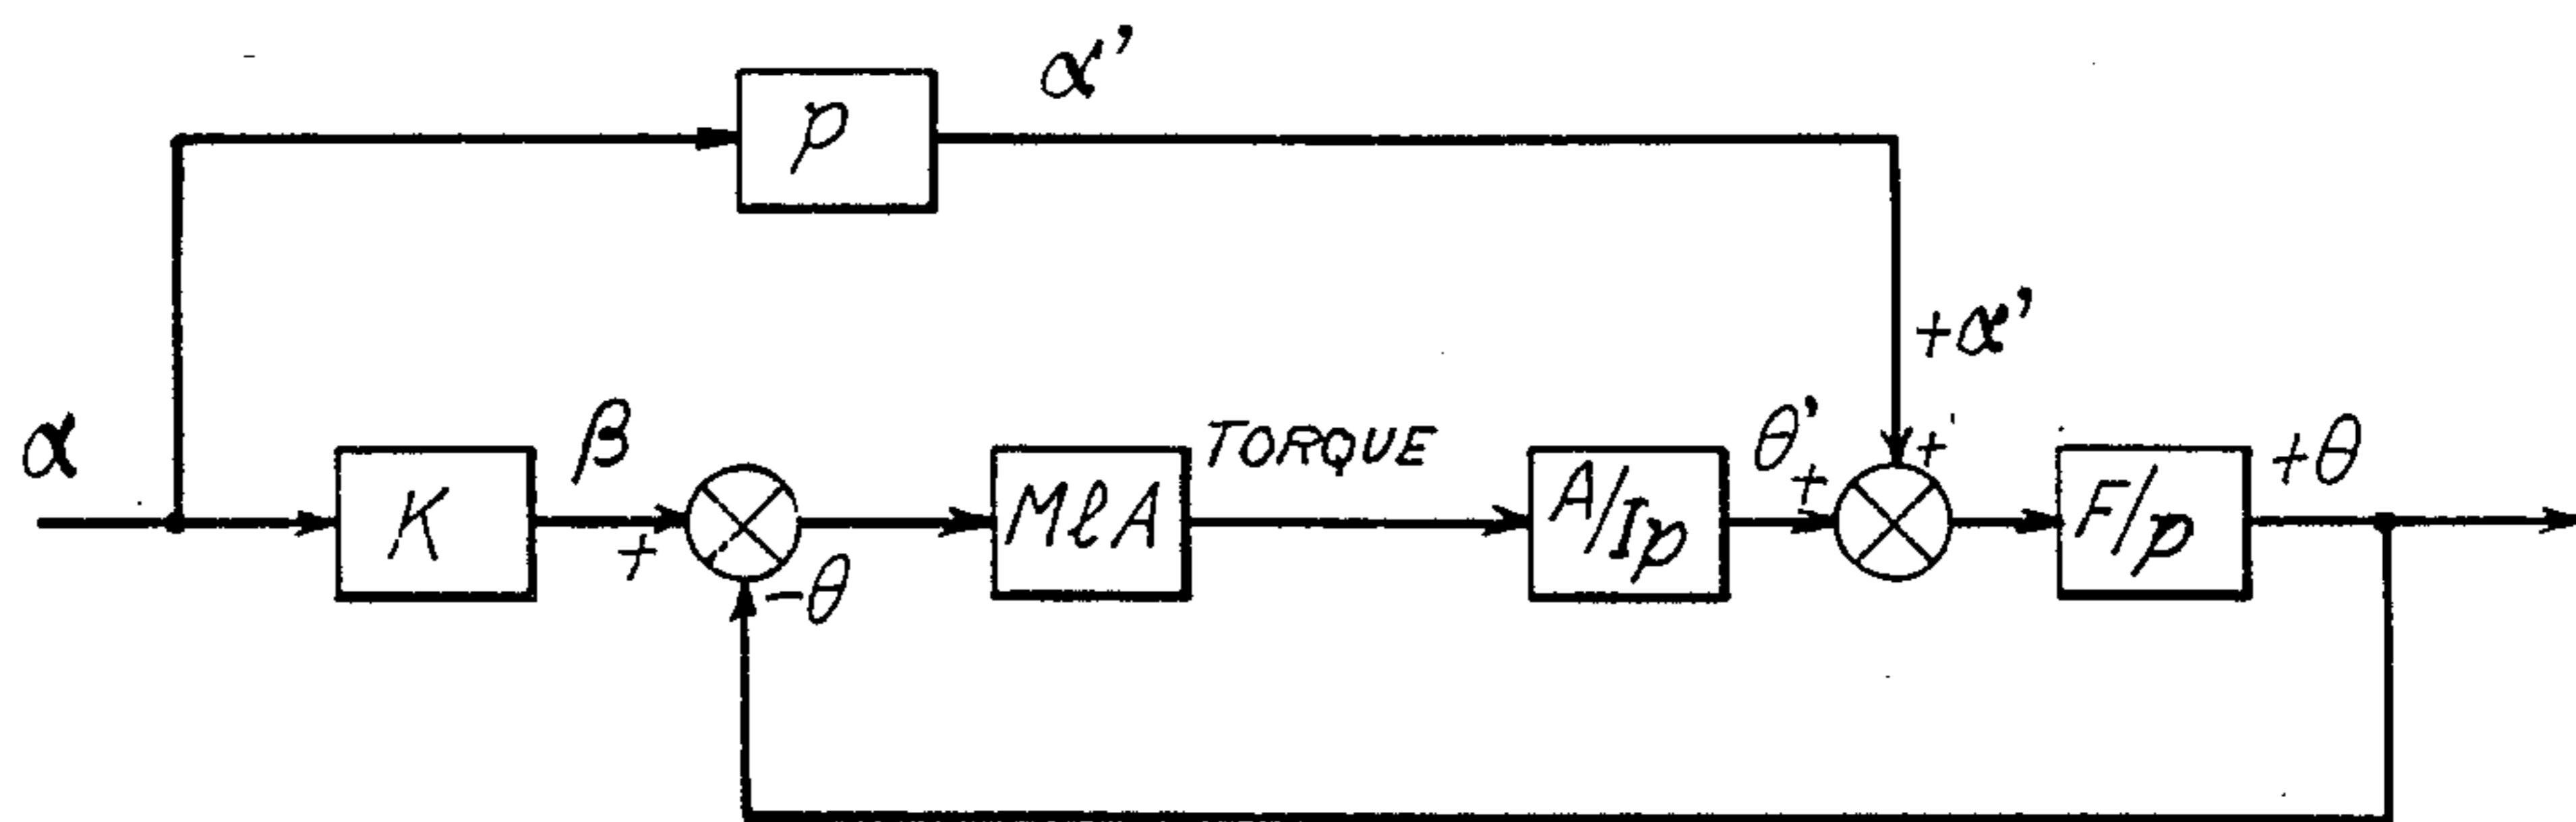 p
α'
+α'
α
K
β
+
-θ
MlA
TORQUE
A/Ip
θ'
+
+
F/p
+θ